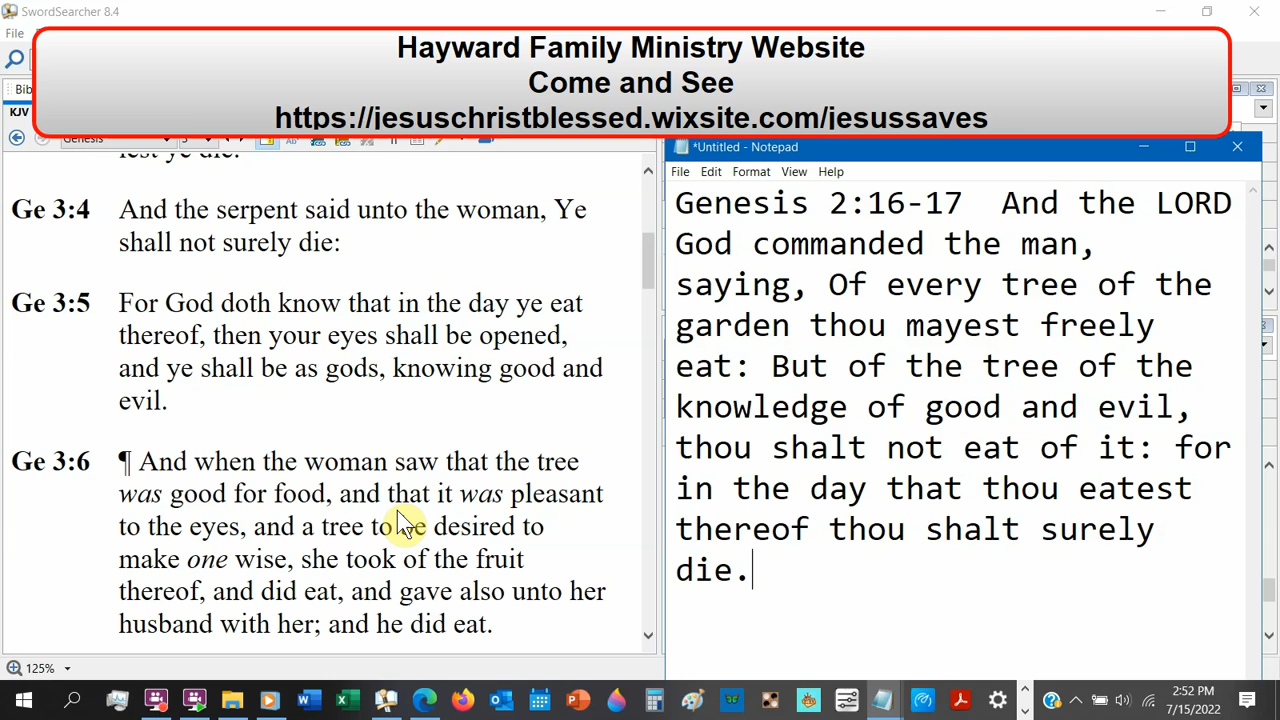 SwordSearcher 8.4
File
Hayward Family Ministry Website
Come and See
https://jesuschristblessed.wixsite.com/jesussaves
Bib
KJV
Genesis
lest ye die.
Ge 3:4 And the serpent said unto the woman, Ye
shall not surely die:
Ge 3:5 For God doth know that in the day ye eat
thereof, then your eyes shall be opened,
and ye shall be as gods, knowing good and
evil.
Ge 3:6 ¶ And when the woman saw that the tree
was good for food, and that it was pleasant
to the eyes, and a tree to be desired to
make one wise, she took of the fruit
thereof, and did eat, and gave also unto her
husband with her; and he did eat.
125%
*Untitled - Notepad
File Edit Format View Help
Genesis 2:16-17 And the LORD
God commanded the man,
saying, Of every tree of the
garden thou mayest freely
eat: But of the tree of the
knowledge of good and evil,
thou shalt not eat of it: for
in the day that thou eatest
thereof thou shalt surely
die.
2:52 PM
7/15/2022